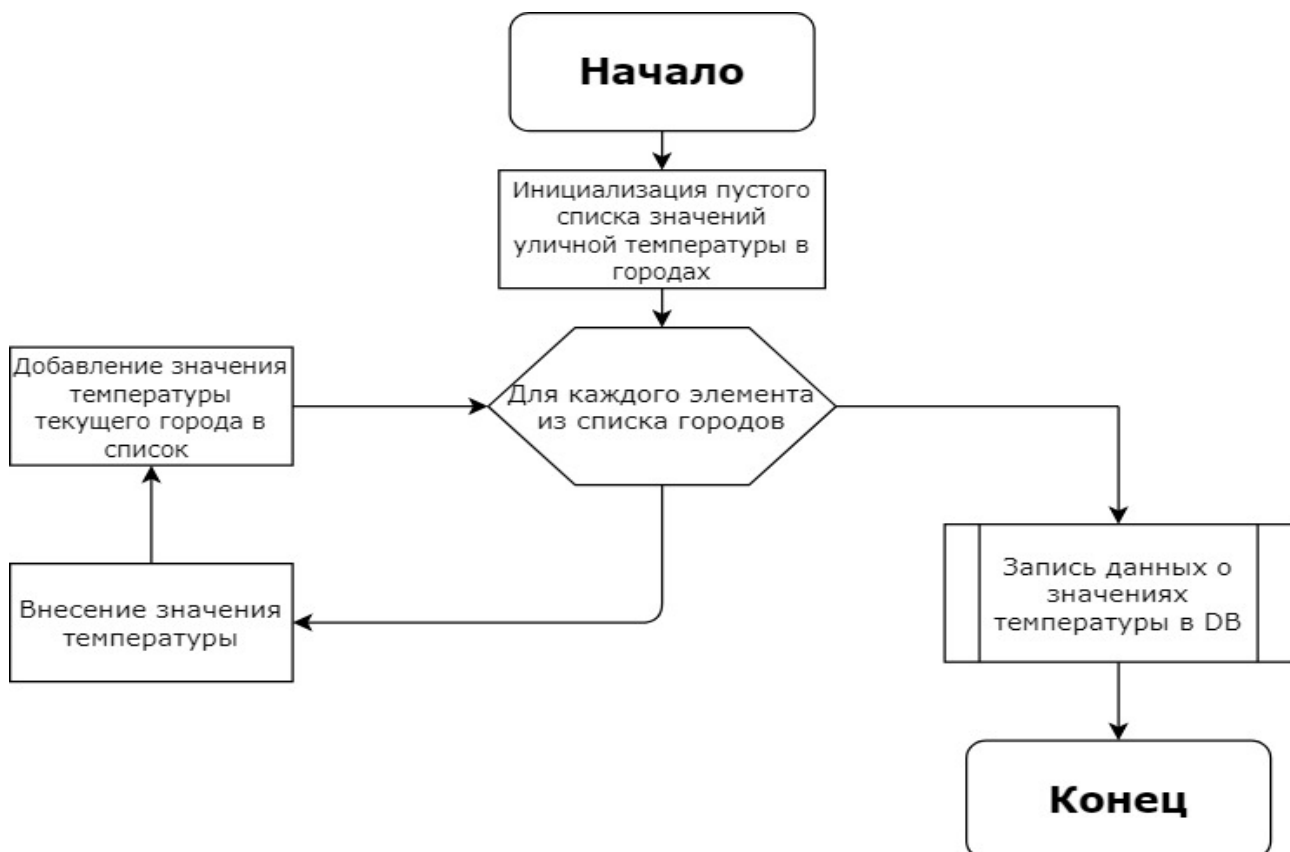 Начало
Инициализация пустого
списка значений
уличной температуры в
городах
Для каждого элемента
из списка городов
Добавление значения
температуры
текущего города в
список
Внесение значения
температуры
Запись данных о
значениях
температуры в DB
Конец